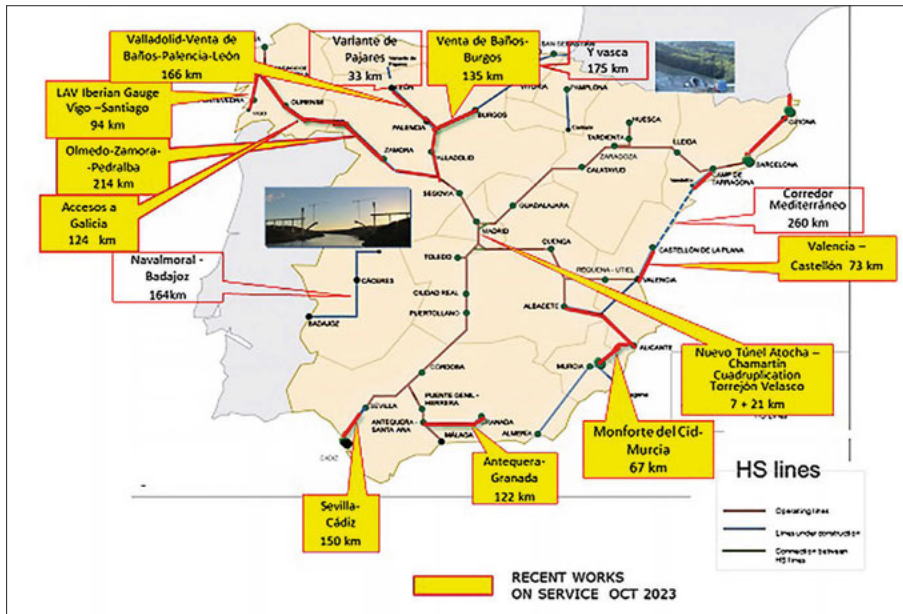 Valladolid-Venta de
Baños-Palencia-León
166 km
Variante de
Pajares
33 km
Venta de Baños-
Burgos
135 km
SAN SEBASTIÁN
Y vasca
175 km
LAV Iberian Gauge
Vigo –Santiago
94 km
PONTEVEDRA
VIGO
OURENSE
LEÓN
VITORIA
PAMPLONA
PALENCIA
BURGOS
HUESCA
TARDIENTA
GIRONA
Olmedo-Zamora-
-Pedralba
214 km
ZAMORA
VALLADOLID
ZARAGOZA
LLEIDA
CALATAYUD
BARCELONA
CAMP DE
TARRAGONA
SEGOVIA
Accesos a
Galicia
124 km
GUADALAJARA
MADRID
Corredor
Mediterráneo
260 km
Navalmoral -
Badajoz
164km
TOLEDO
CUENCA
CASTELLÓN DE LA PLANA
Valencia –
Castellón 73 km
REQUENA - UTIEL
VALENCIA
CÁCERES
CIUDAD REAL
ALBACETE
BADAJOZ
PUERTOLLANO
ALICANTE
Nuevo Túnel Atocha –
Chamartín
Cuadruplication
Torrejón Velasco
7 + 21 km
MURCIA
CÓRDOBA
SEVILLA
PUENTE GENIL -
HERRERA
ANTEQUERA -
SANTA ANA
GRANADA
MÁLAGA
ALMERÍA
CÁDIZ
Monforte del Cid-
Murcia
67 km
Antequera-
Granada
122 km
Sevilla-
Cádiz
150 km
HS lines
Operating lines
Lines under construction
Connection between
HS lines
RECENT WORKS
ON SERVICE OCT 2023